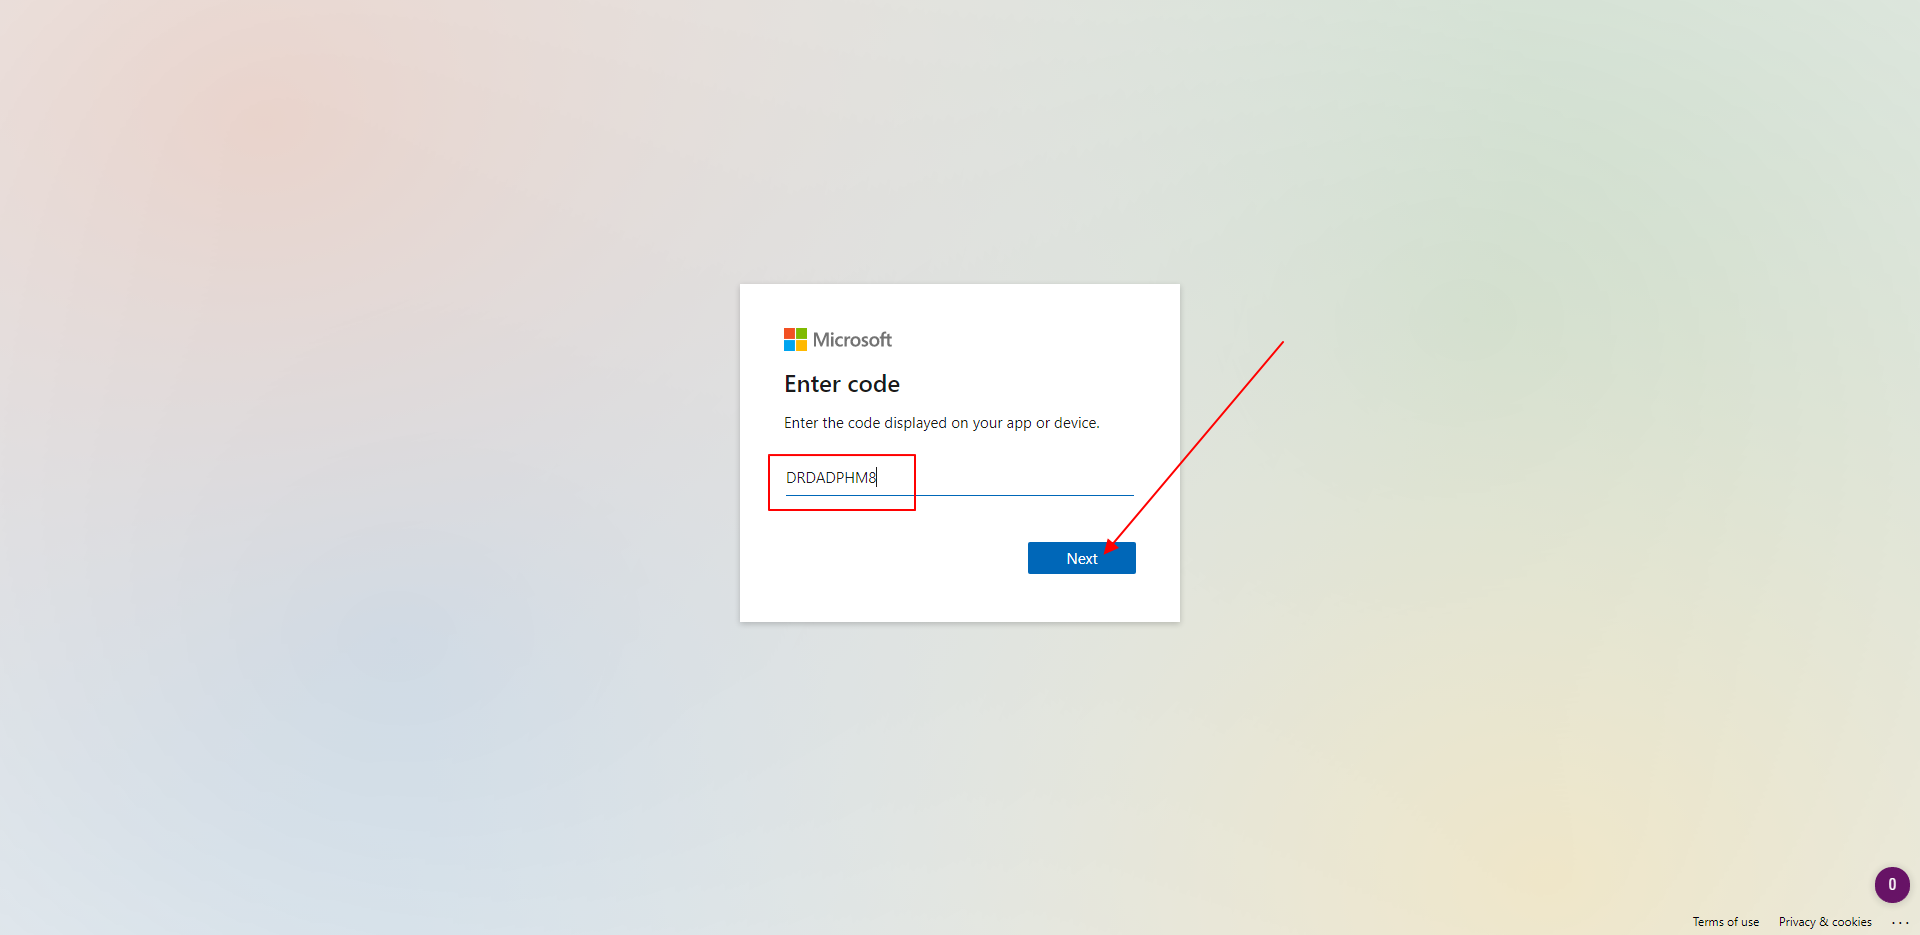 Microsoft
Enter code
Enter the code displayed on your app or device.
DRDADPHM8
Next
0
Terms of use Privacy & cookies ...